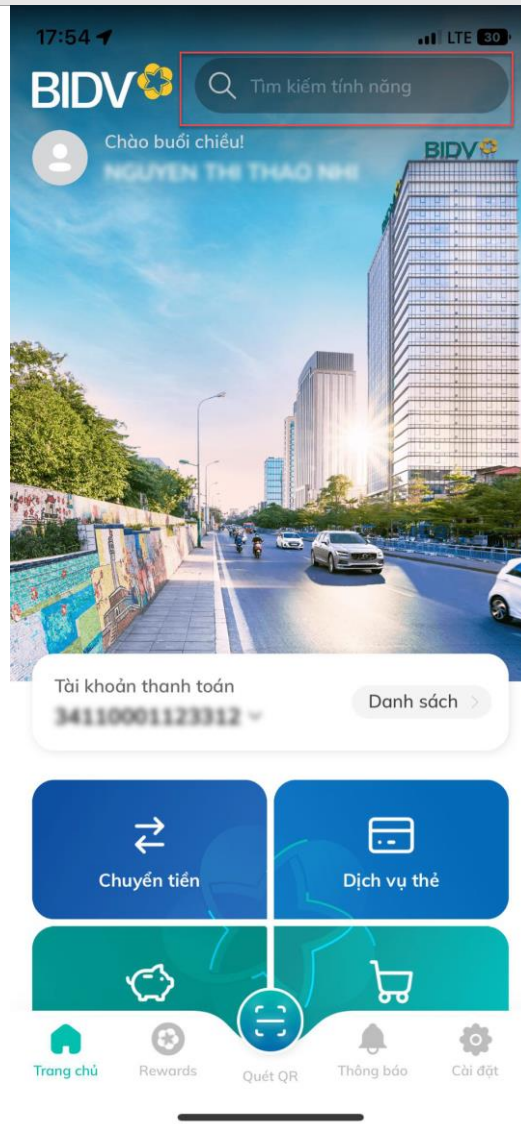 17:54
LTE 30
BIDV
Tìm kiếm tính năng
Chào buổi chiều!
BIDV
Tài khoản thanh toán
Danh sách
Chuyển tiền
Dịch vụ thẻ
Trang chủ
Rewards
Quét QR
Thông báo
Cài đặt